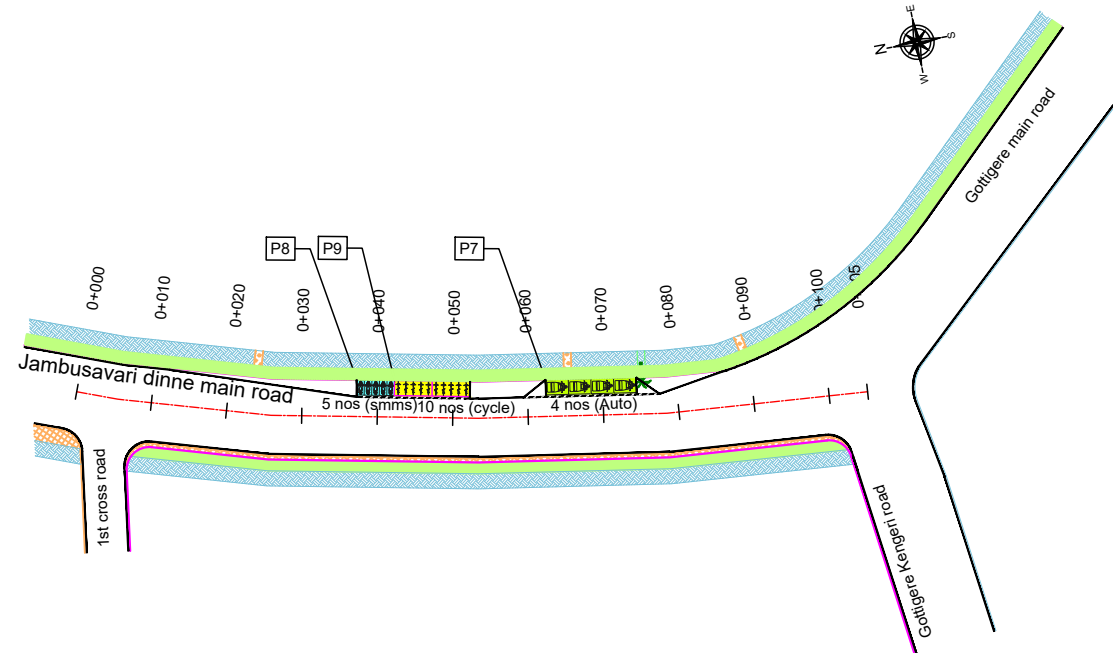 E
N
S
W
Gottigere main road
P8
P9
P7
0+000
0+010
0+020
0+030
0+040
0+050
0+060
0+070
0+080
0+090
0+100
Jambusavari dinne main road
5 nos (smms)
10 nos (cycle)
4 nos (Auto)
1st cross road
Gottigere Kengeri road